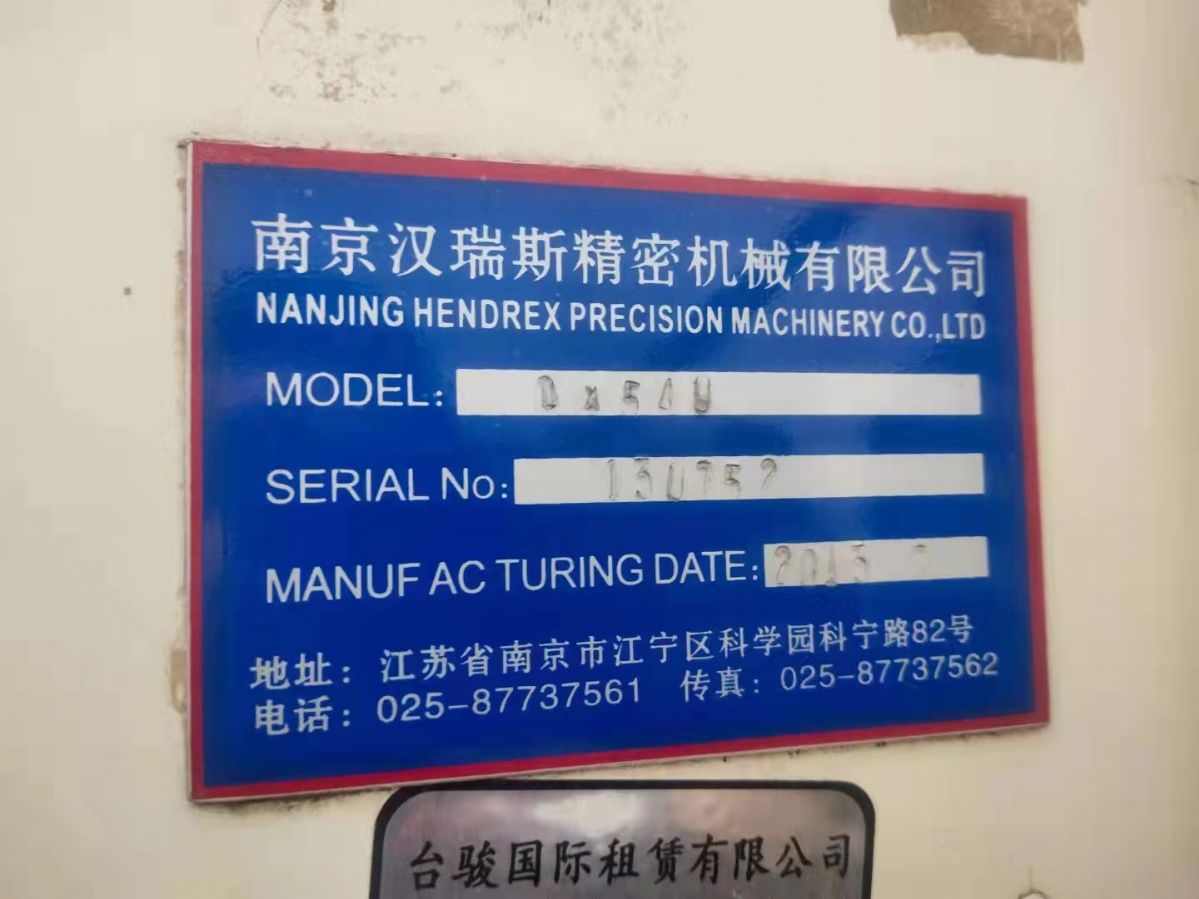 南京汉瑞斯精密机械有限公司
NANJING HENDREX PRECISION MACHINERY CO.,LTD
MODEL:
SERIAL No:
MANUFACTURING DATE: 2013
地址：江苏省南京市江宁区科学园科宁路82号
电话：025-87737561 传真：025-87737562
台骏国际租赁有限公司